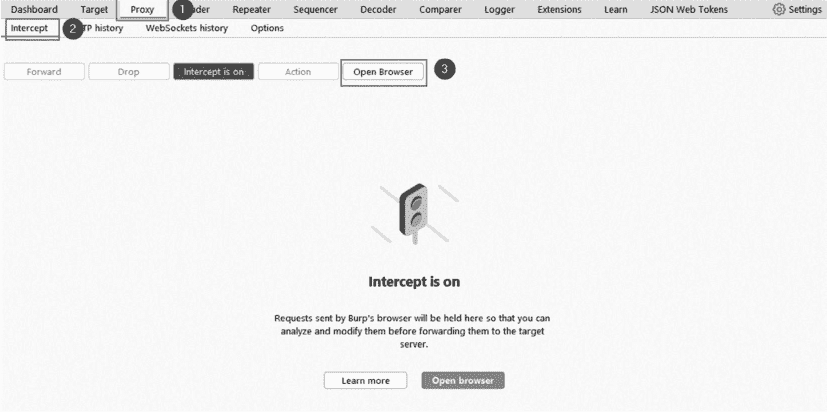 Dashboard Target Proxy 1 der Repeater Sequencer Decoder Comparer Logger Extensions Learn JSON Web Tokens Settings
Intercept 2 TP history WebSockets history Options
Forward Drop Intercept is on Action Open Browser 3
Intercept is on
Requests sent by Burp's browser will be held here so that you can
analyze and modify them before forwarding them to the target
server.
Learn more Open browser